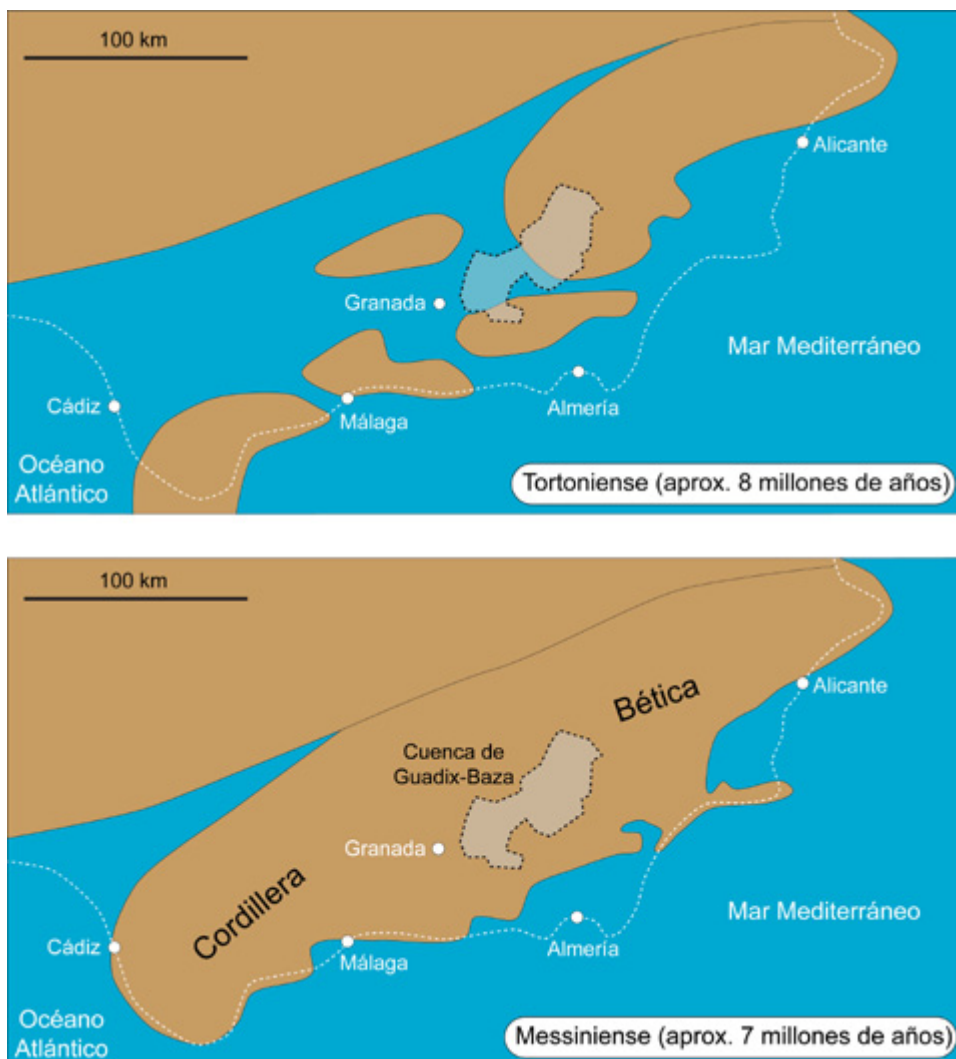 100 km
Alicante
Granada
Mar Mediterráneo
Cádiz
Málaga
Almería
Océano
Atlántico
Tortoniense (aprox. 8 millones de años)
100 km
Bética
Alicante
Cuenca de
Guadix-Baza
Granada
Cordillera
Mar Mediterráneo
Cádiz
Málaga
Almería
Océano
Atlántico
Messiniense (aprox. 7 millones de años)